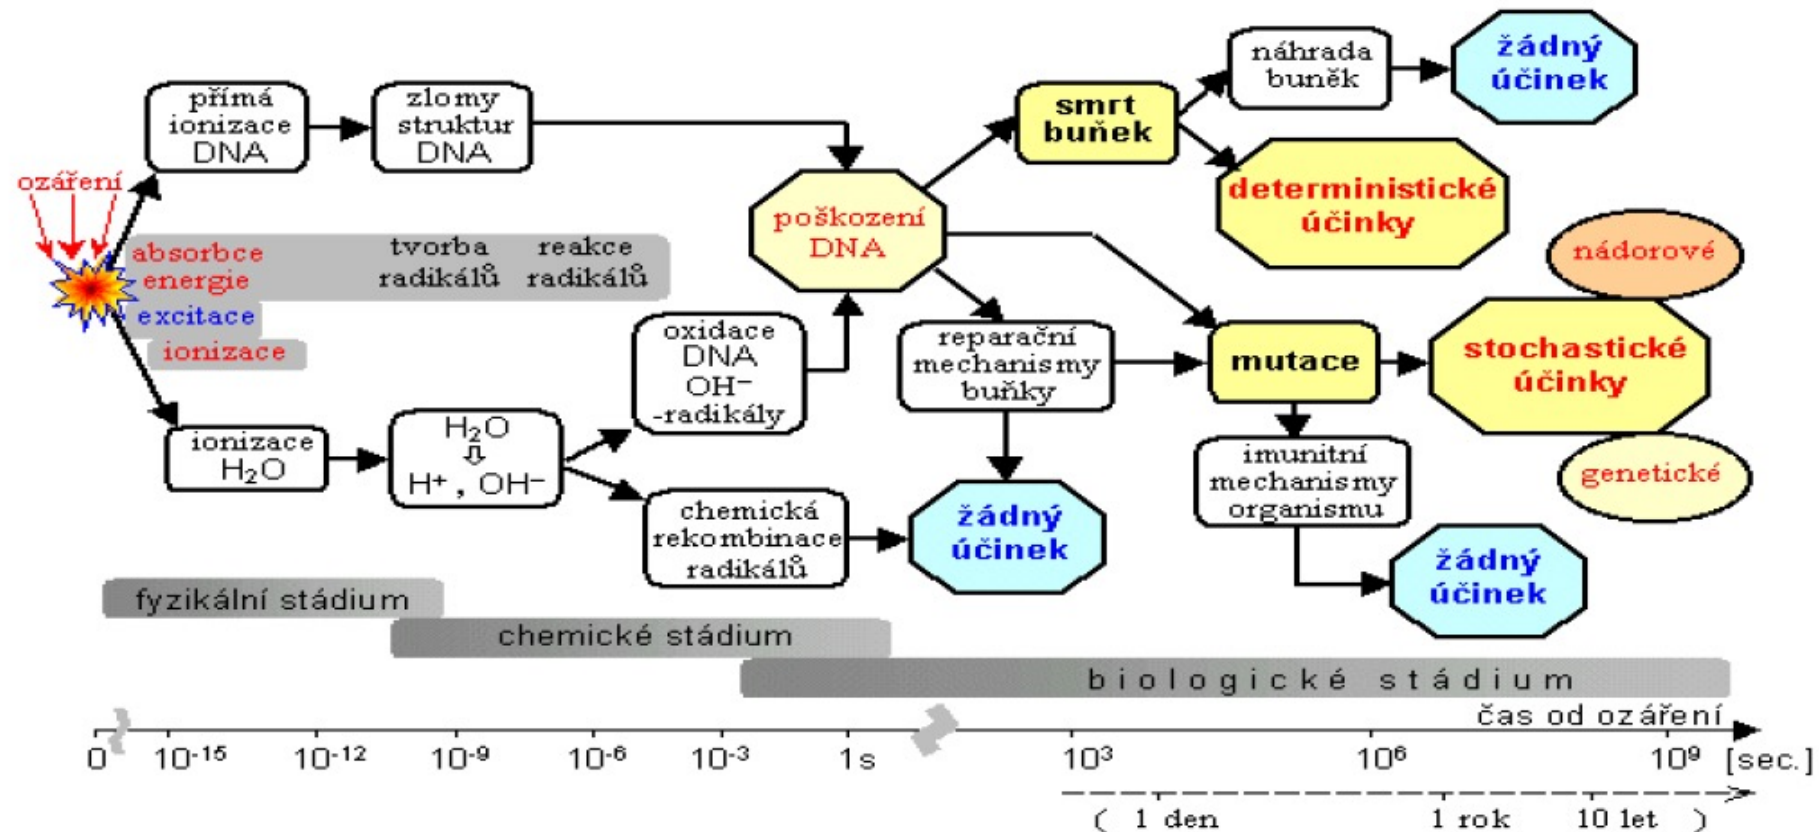 ozáření
přímá
ionizace
DNA
zlomy
struktur
DNA
absorbce
energie
excitace
ionizace
tvorba
radikálů
reakce
radikálů
ionizace
H₂O
H₂O
⇩
H⁺ , OH⁻
oxidace
DNA
OH⁻
-radikály
chemická
rekombinace
radikálů
poškození
DNA
smrt
buňek
náhrada
buněk
žádný
účinek
deterministické
účinky
reparační
mechanismy
buňky
žádný
účinek
mutace
stochastické
účinky
nádorové
genetické
imunitní
mechanismy
organismu
žádný
účinek
fyzikální stádium
chemické stádium
biologické stádium
čas od ozáření
0 10⁻¹⁵ 10⁻¹² 10⁻⁹ 10⁻⁶ 10⁻³ 1s 10³ 10⁶ 10⁹ [sec.]
( 1 den 1 rok 10 let )